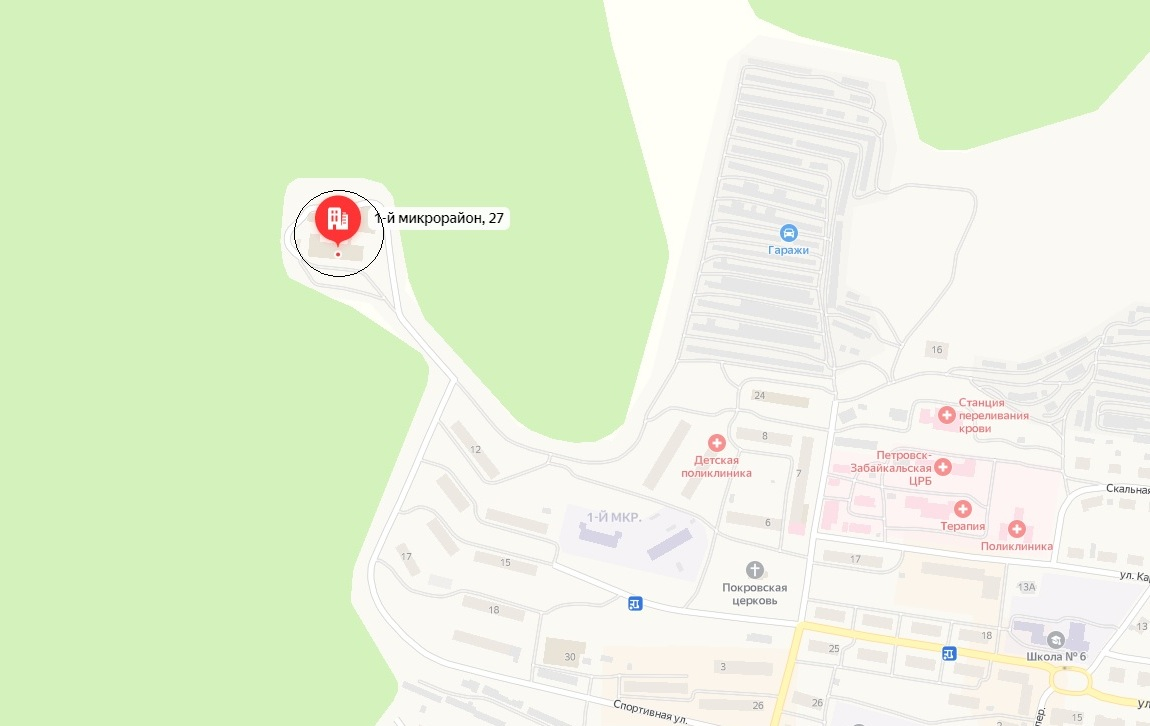 1-й микрорайон, 27
Гаражи
16
24
Станция
переливания
крови
8
12
Детская
поликлиника
7
Петровск-
Забайкальская
ЦРБ
Скальная
1-Й МКР.
6
Терапия
Поликлиника
17
15
17
ул. Ка
Покровская
церковь
13А
18
13
18
Школа № 6
25
30
3
26
26
Спортивная ул.
пер.
15
ул.